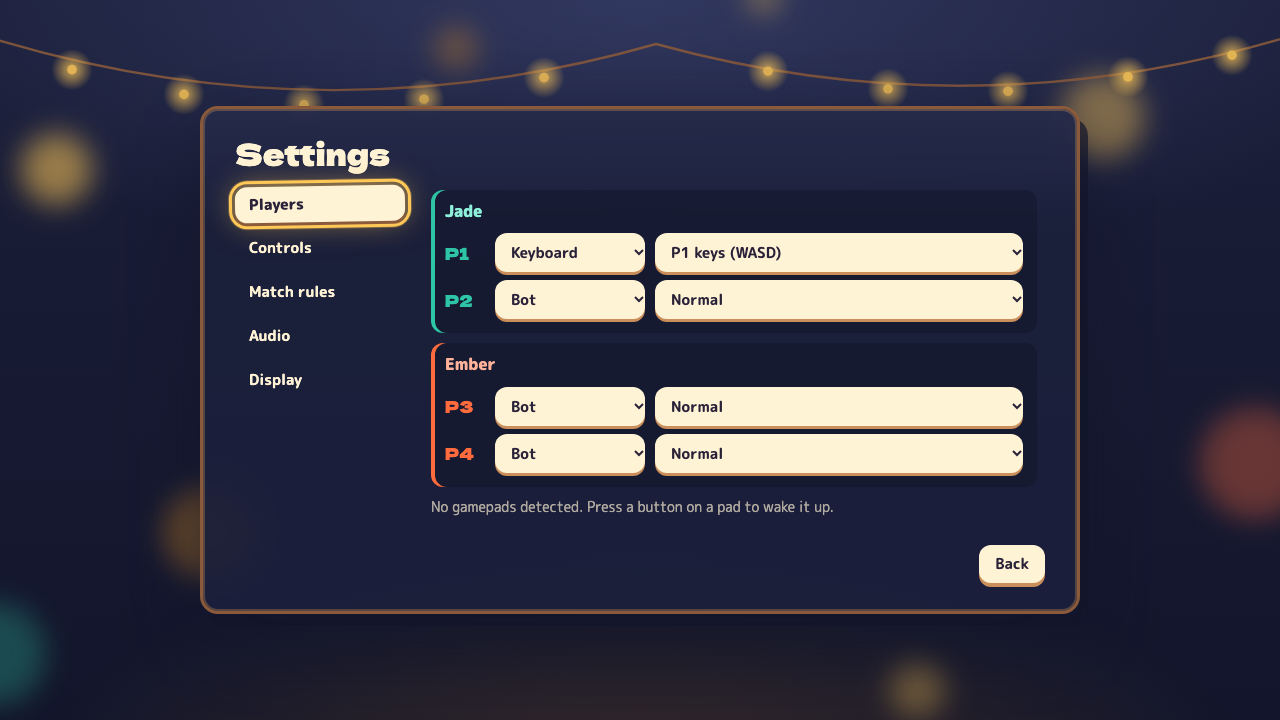 Settings
Players
Controls
Match rules
Audio
Display
Jade
P1 Keyboard P1 keys (WASD)
P2 Bot Normal
Ember
P3 Bot Normal
P4 Bot Normal
No gamepads detected. Press a button on a pad to wake it up.
Back